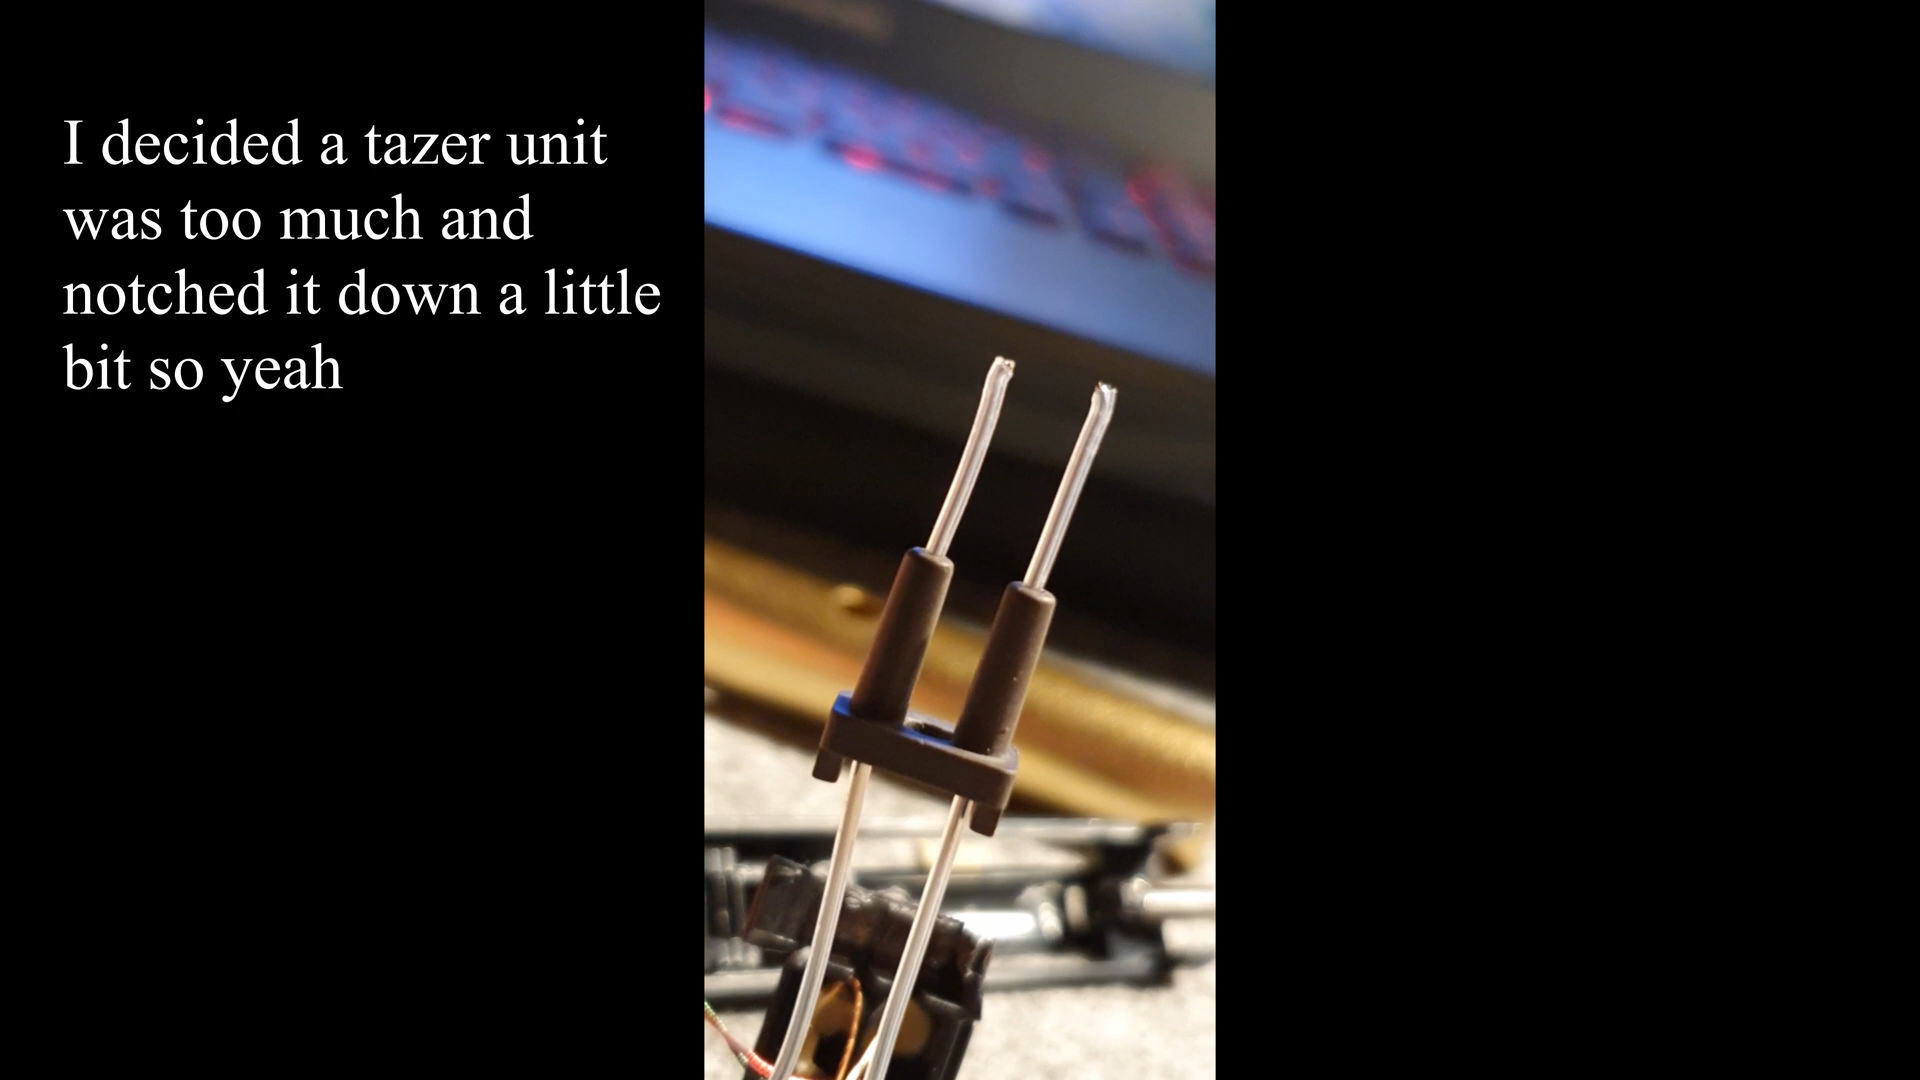 I decided a tazer unit
was too much and
notched it down a little
bit so yeah